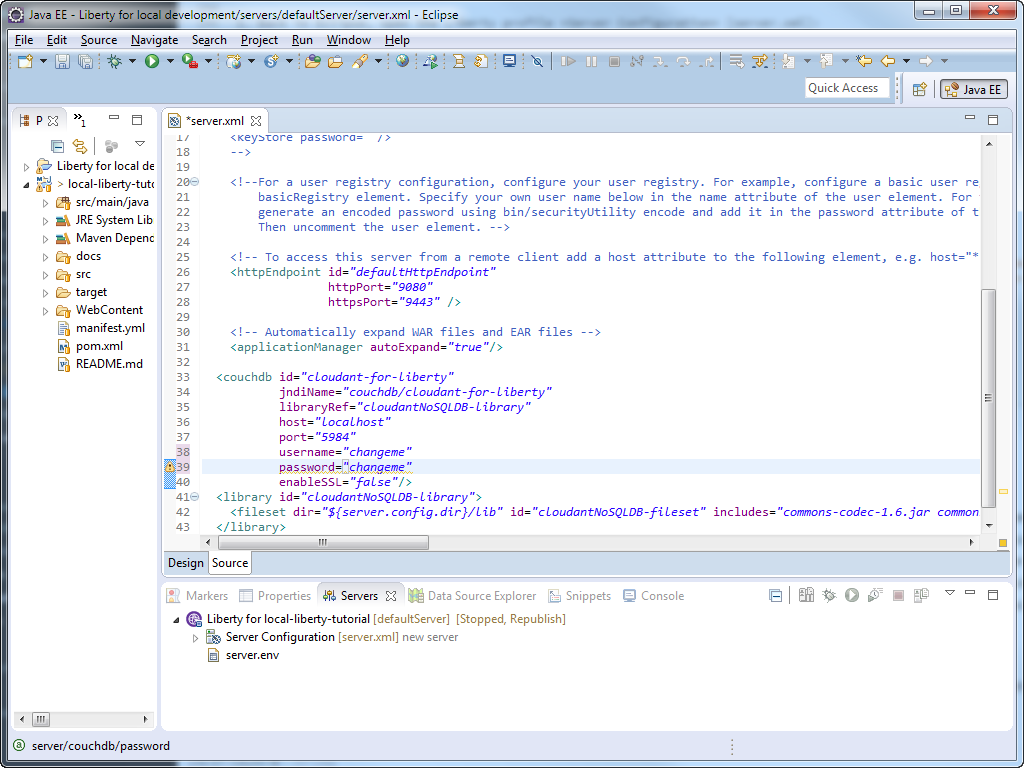 Java EE - Liberty for local development/servers/defaultServer/server.xml - Eclipse
File Edit Source Navigate Search Project Run Window Help
Quick Access
Java EE
P
»1
*server.xml
Liberty for local de
> local-liberty-tuto
src/main/java
JRE System Lib
Maven Depend
docs
src
target
WebContent
manifest.yml
pom.xml
README.md
17 <keyStore password="" />
18 -->
19
20 <!--For a user registry configuration, configure your user registry. For example, configure a basic user re
21 basicRegistry element. Specify your own user name below in the name attribute of the user element. For
22 generate an encoded password using bin/securityUtility encode and add it in the password attribute of t
23 Then uncomment the user element. -->
24
25 <!-- To access this server from a remote client add a host attribute to the following element, e.g. host="*
26 <httpEndpoint id="defaultHttpEndpoint"
27 httpPort="9080"
28 httpsPort="9443" />
29
30 <!-- Automatically expand WAR files and EAR files -->
31 <applicationManager autoExpand="true"/>
32
33 <couchdb id="cloudant-for-liberty"
34 jndiName="couchdb/cloudant-for-liberty"
35 libraryRef="cloudantNoSQLDB-library"
36 host="localhost"
37 port="5984"
38 username="changeme"
39 password="changeme"
40 enableSSL="false"/>
41 <library id="cloudantNoSQLDB-library">
42 <fileset dir="${server.config.dir}/lib" id="cloudantNoSQLDB-fileset" includes="commons-codec-1.6.jar common
43 </library>
Design Source
Markers Properties Servers Data Source Explorer Snippets Console
Liberty for local-liberty-tutorial [defaultServer] [Stopped, Republish]
Server Configuration [server.xml] new server
server.env
server/couchdb/password